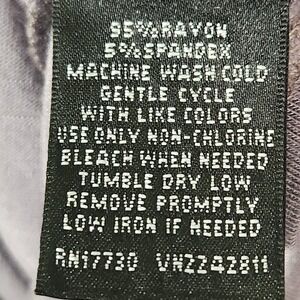 95% RAYON
5% SPANDEX
MACHINE WASH COLD
GENTLE CYCLE
WITH LIKE COLORS
USE ONLY NON-CHLORINE
BLEACH WHEN NEEDED
TUMBLE DRY LOW
REMOVE PROMPTLY
LOW IRON IF NEEDED
RN17730 VN2242811